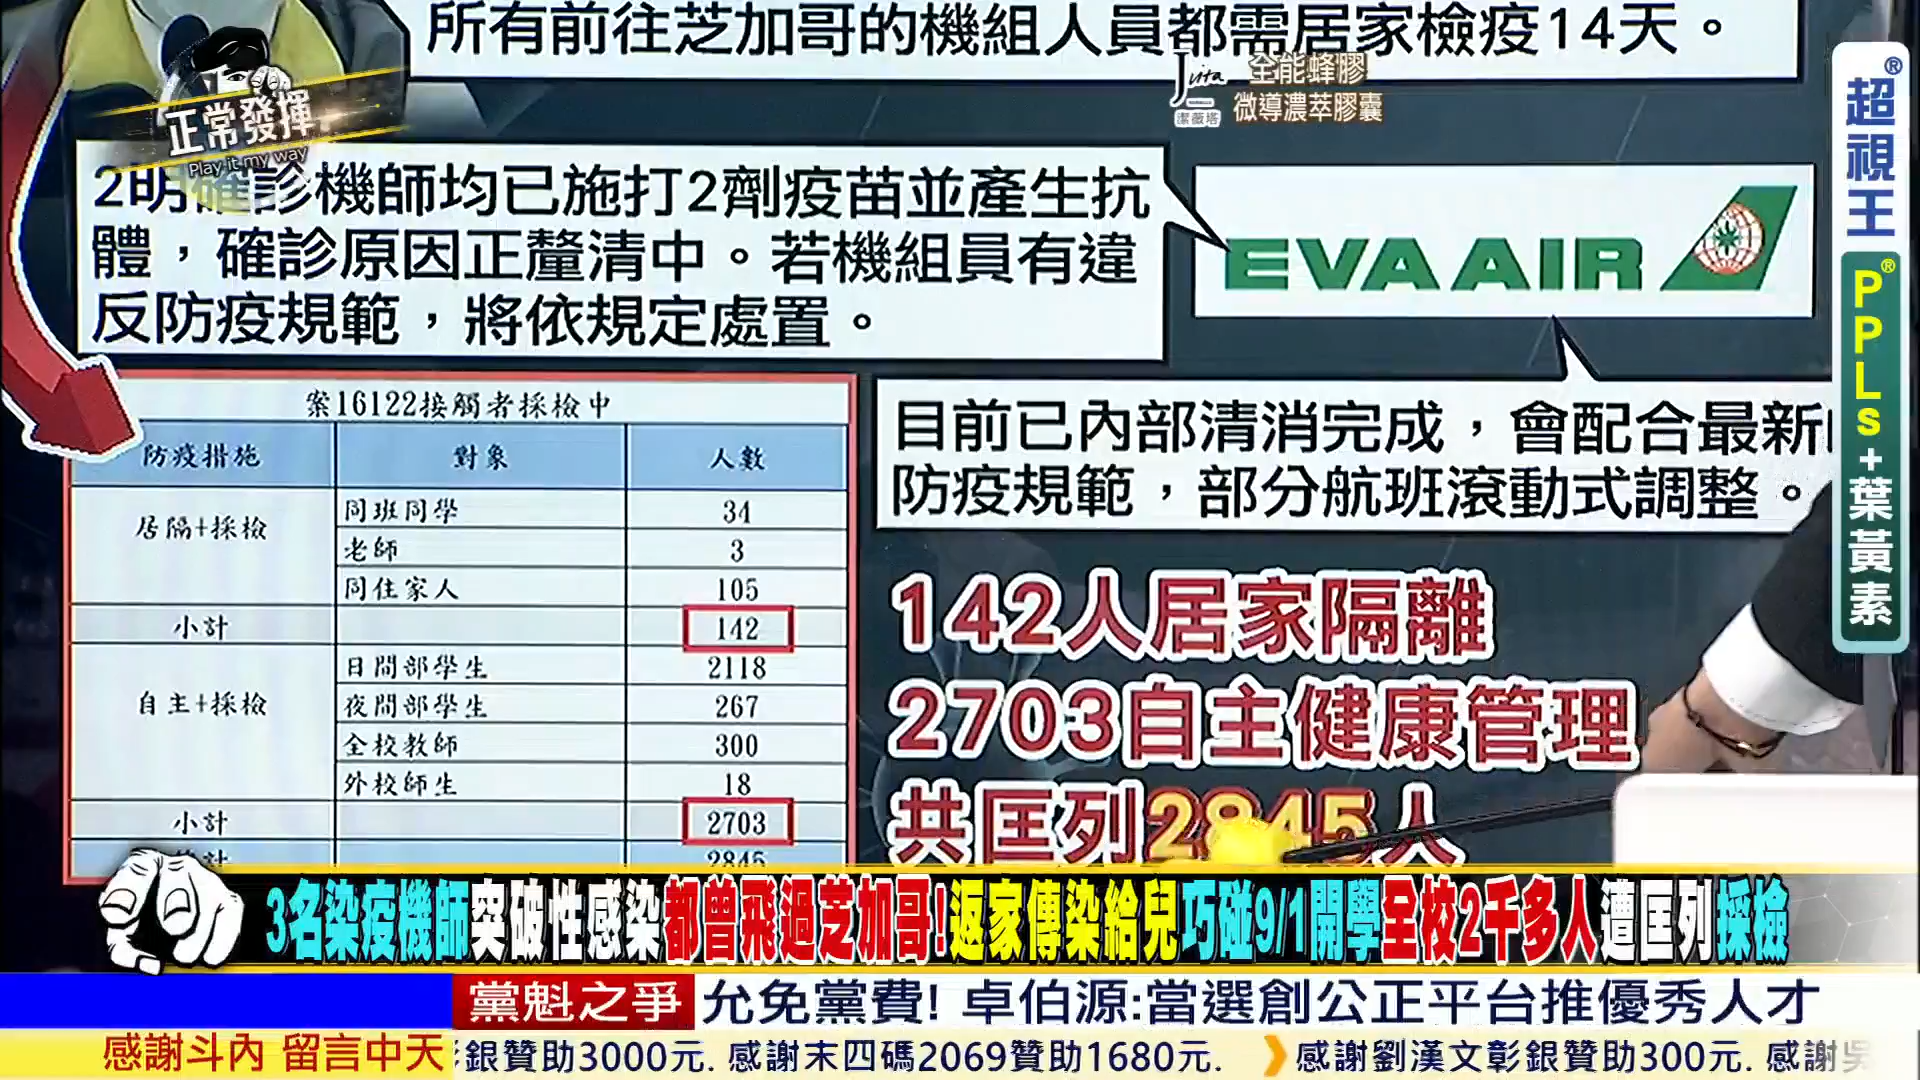 所有前往芝加哥的機組人員都需居家檢疫14天。
Jvita
潔薇塔
全能蜂膠
微導濃萃膠囊
正常發揮
Play it my way
2明確診機師均已施打2劑疫苗並產生抗
體，確診原因正釐清中。若機組員有違
反防疫規範，將依規定處置。
EVA AIR
目前已內部清消完成，會配合最新
防疫規範，部分航班滾動式調整。
案16122接觸者採檢中
防疫措施 對象 人數
居隔+採檢 同班同學 34
老師 3
同住家人 105
小計 142
自主+採檢 日間部學生 2118
夜間部學生 267
全校教師 300
外校師生 18
小計 2703
總計 2845
142人居家隔離
2703自主健康管理
共匡列2845人
超視王®
PPLs®+葉黃素
3名染疫機師突破性感染都曾飛過芝加哥!返家傳染給兒巧碰9/1開學全校2千多人遭匡列採檢
黨魁之爭 允免黨費! 卓伯源:當選創公正平台推優秀人才
感謝斗內 留言中天 銀贊助3000元. 感謝末四碼2069贊助1680元. 感謝劉漢文彰銀贊助300元. 感謝吳